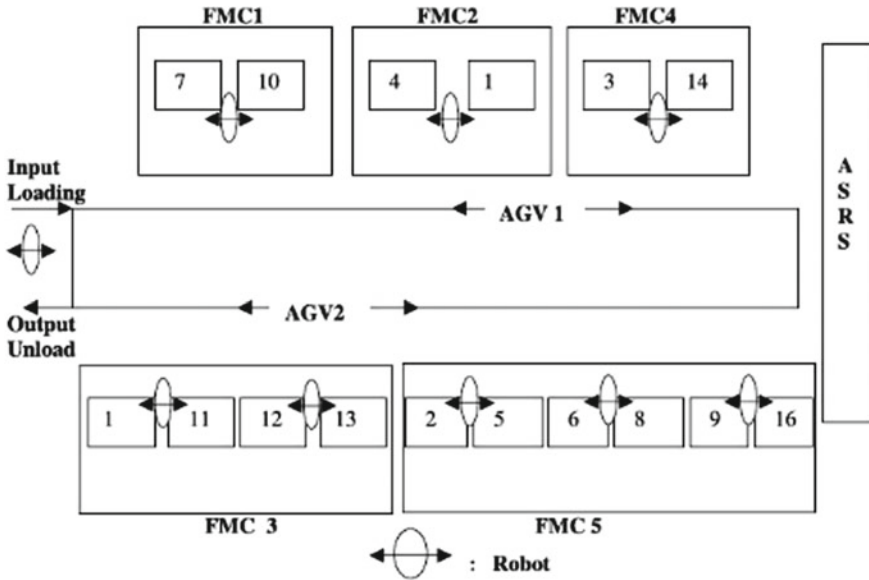 FMC1 FMC2 FMC4
7 10 4 1 3 14
A
S
R
S
Input
Loading
AGV 1
AGV2
Output
Unload
1 11 12 13 2 5 6 8 9 16
FMC 3 FMC 5
: Robot